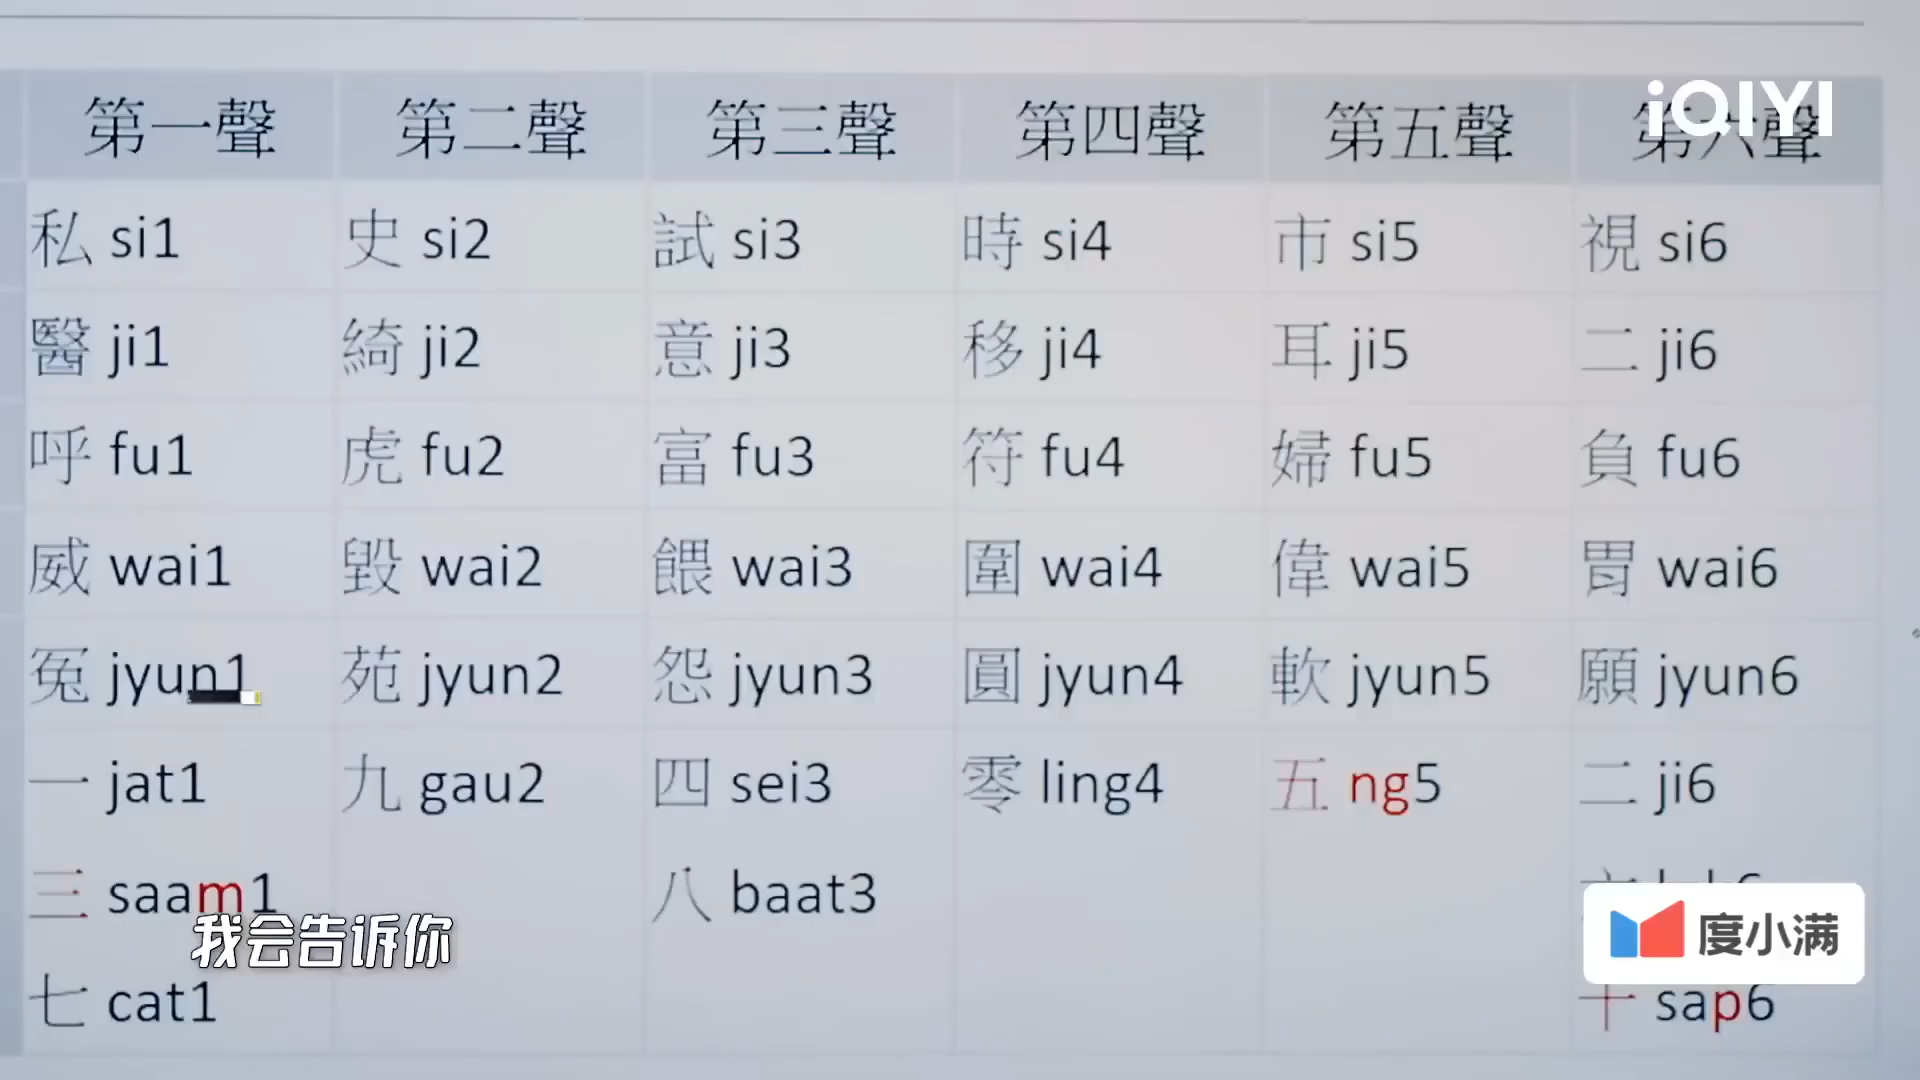 iQIYI
第一聲 第二聲 第三聲 第四聲 第五聲 第六聲
私 si1 史 si2 試 si3 時 si4 市 si5 視 si6
醫 ji1 綺 ji2 意 ji3 移 ji4 耳 ji5 二 ji6
呼 fu1 虎 fu2 富 fu3 符 fu4 婦 fu5 負 fu6
威 wai1 毀 wai2 餵 wai3 圍 wai4 偉 wai5 胃 wai6
冤 jyun1 苑 jyun2 怨 jyun3 圓 jyun4 軟 jyun5 願 jyun6
一 jat1 九 gau2 四 sei3 零 ling4 五 ng5 二 ji6
三 saam1 八 baat3
我会告诉你
度小满
七 cat1 十 sap6